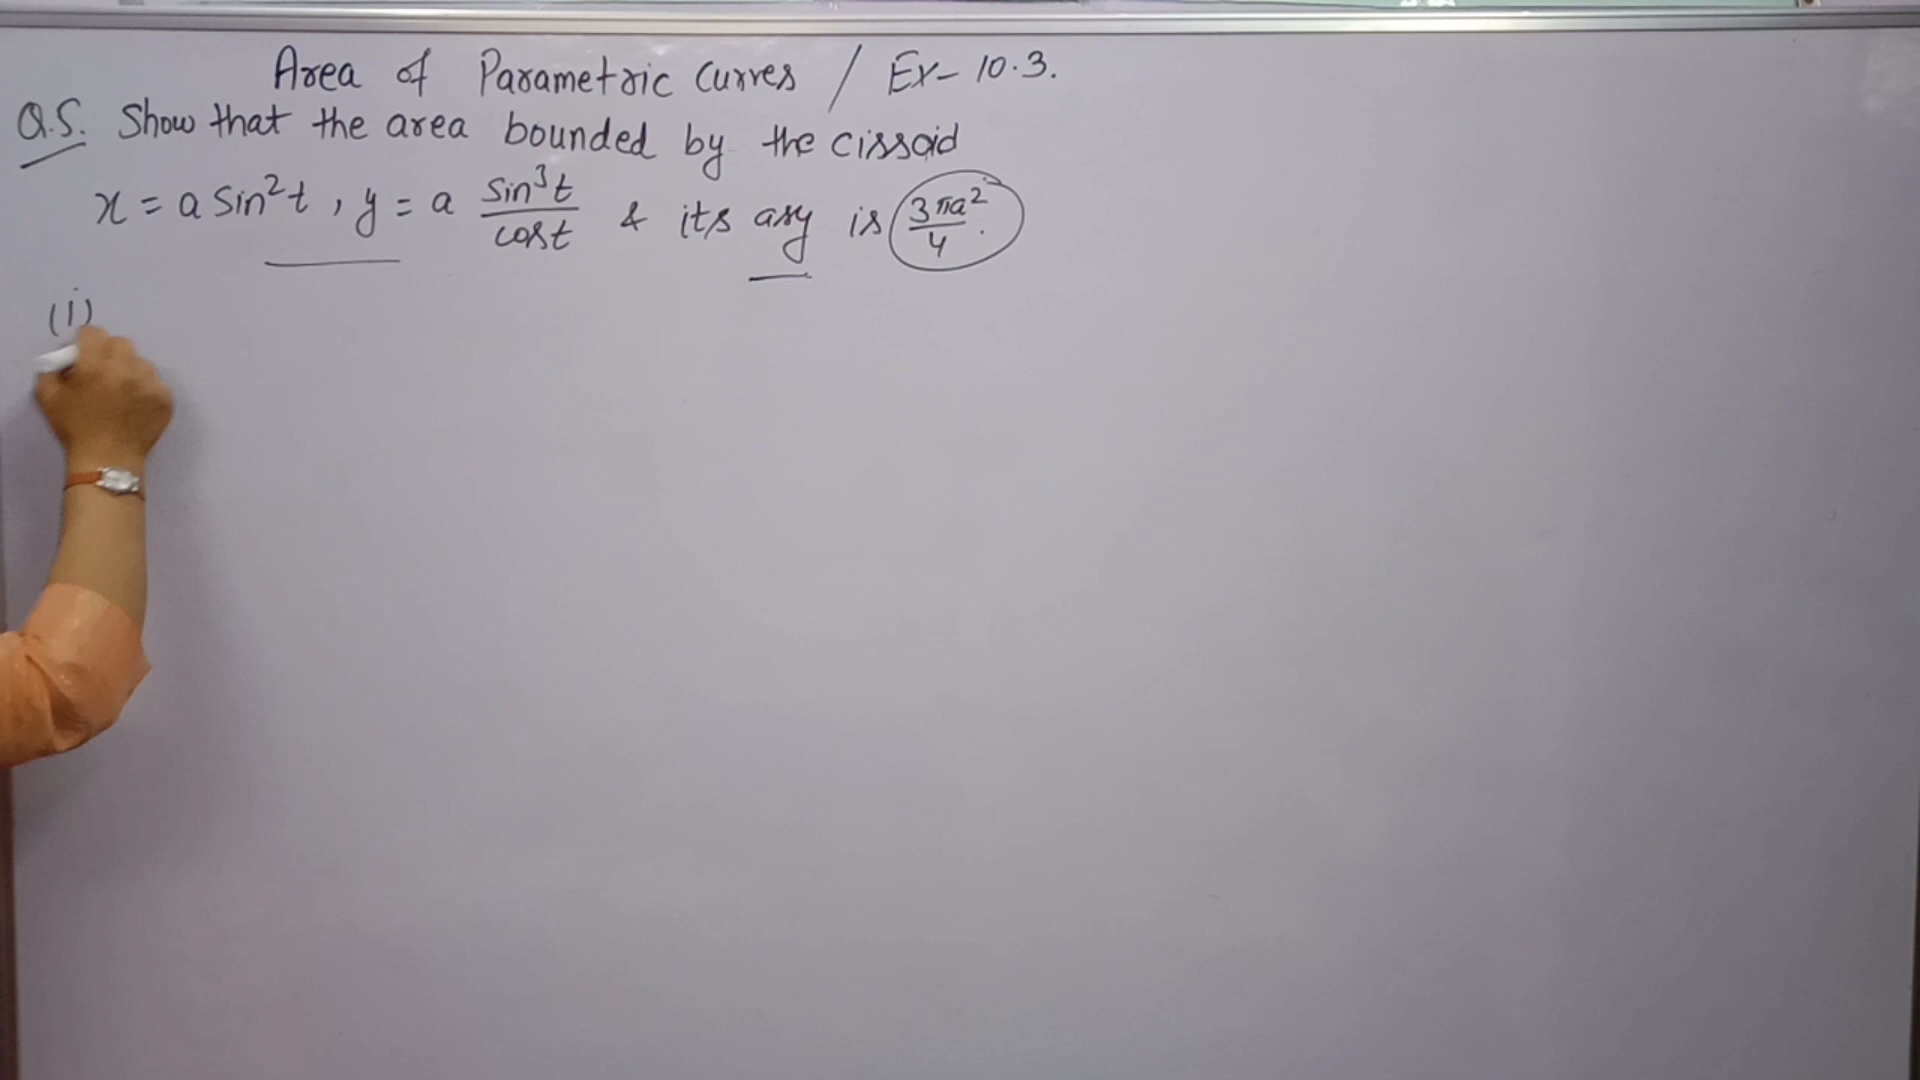 Area of Parametric Curves / Ex- 10.3.
Q.5. Show that the area bounded by the cissoid
x = a sin²t , y = a sin³t/cost & its asy is 3πa²/4.
(i)